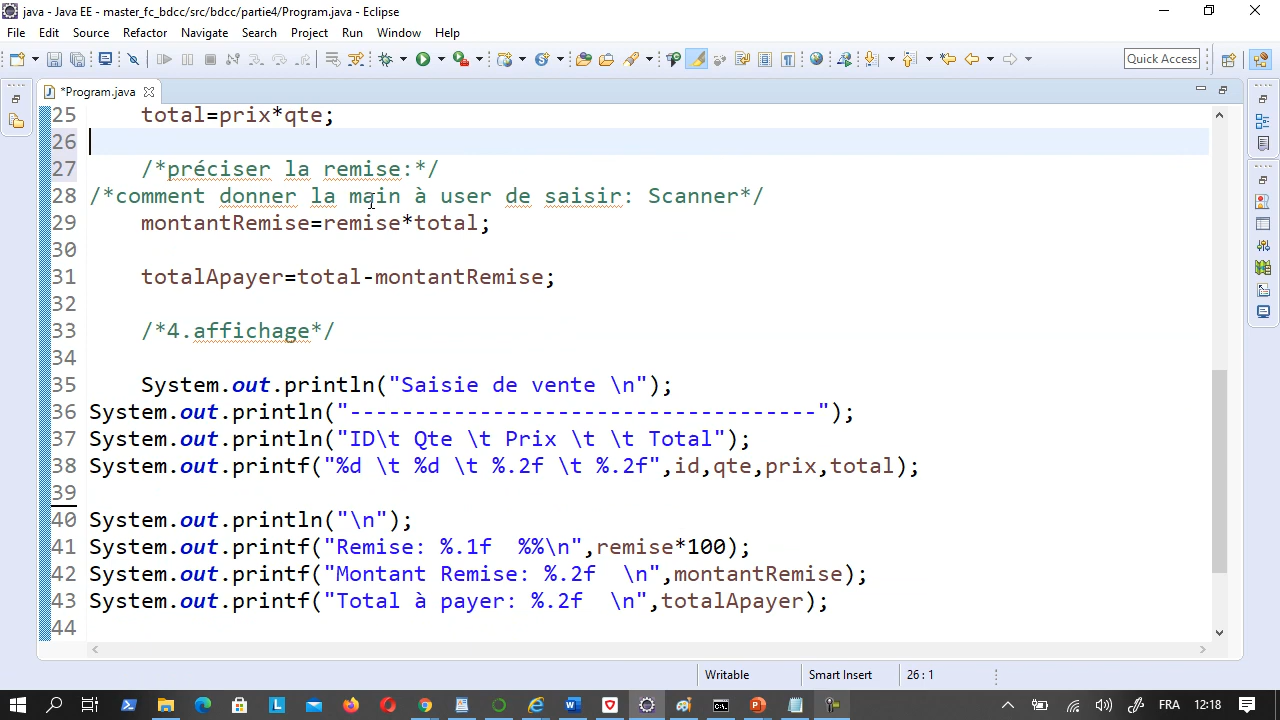 java - Java EE - master_fc_bdcc/src/bdcc/partie4/Program.java - Eclipse
File Edit Source Refactor Navigate Search Project Run Window Help
Quick Access
*Program.java
25 total=prix*qte;
26
27 /*préciser la remise:*/
28 /*comment donner la main à user de saisir: Scanner*/
29 montantRemise=remise*total;
30
31 totalApayer=total-montantRemise;
32
33 /*4.affichage*/
34
35 System.out.println("Saisie de vente \n");
36 System.out.println("------------------------------------");
37 System.out.println("ID\t Qte \t Prix \t \t Total");
38 System.out.printf("%d \t %d \t %.2f \t %.2f",id,qte,prix,total);
39
40 System.out.println("\n");
41 System.out.printf("Remise: %.1f  %%\n",remise*100);
42 System.out.printf("Montant Remise: %.2f  \n",montantRemise);
43 System.out.printf("Total à payer: %.2f  \n",totalApayer);
44
Writable Smart Insert 26 : 1
FRA 12:18